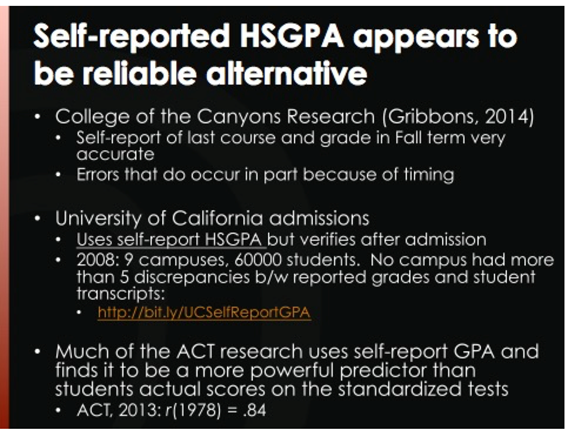 Self-reported HSGPA appears to
be reliable alternative
• College of the Canyons Research (Gribbons, 2014)
• Self-report of last course and grade in Fall term very
accurate
• Errors that do occur in part because of timing
• University of California admissions
• Uses self-report HSGPA but verifies after admission
• 2008: 9 campuses, 60000 students.  No campus had more
than 5 discrepancies b/w reported grades and student
transcripts:
• http://bit.ly/UCSelfReportGPA
• Much of the ACT research uses self-report GPA and
finds it to be a more powerful predictor than
students actual scores on the standardized tests
• ACT, 2013: r(1978) = .84